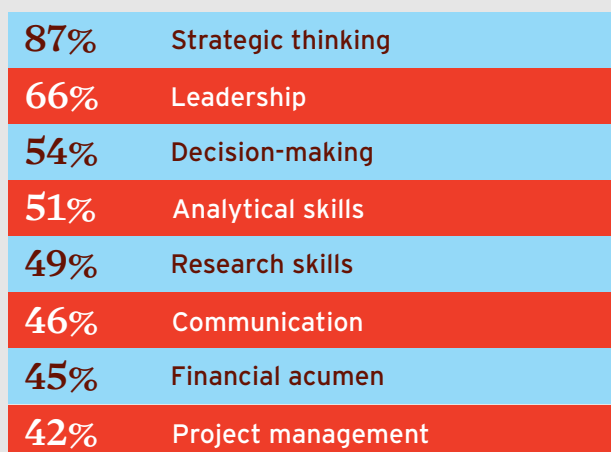 87% Strategic thinking
66% Leadership
54% Decision-making
51% Analytical skills
49% Research skills
46% Communication
45% Financial acumen
42% Project management